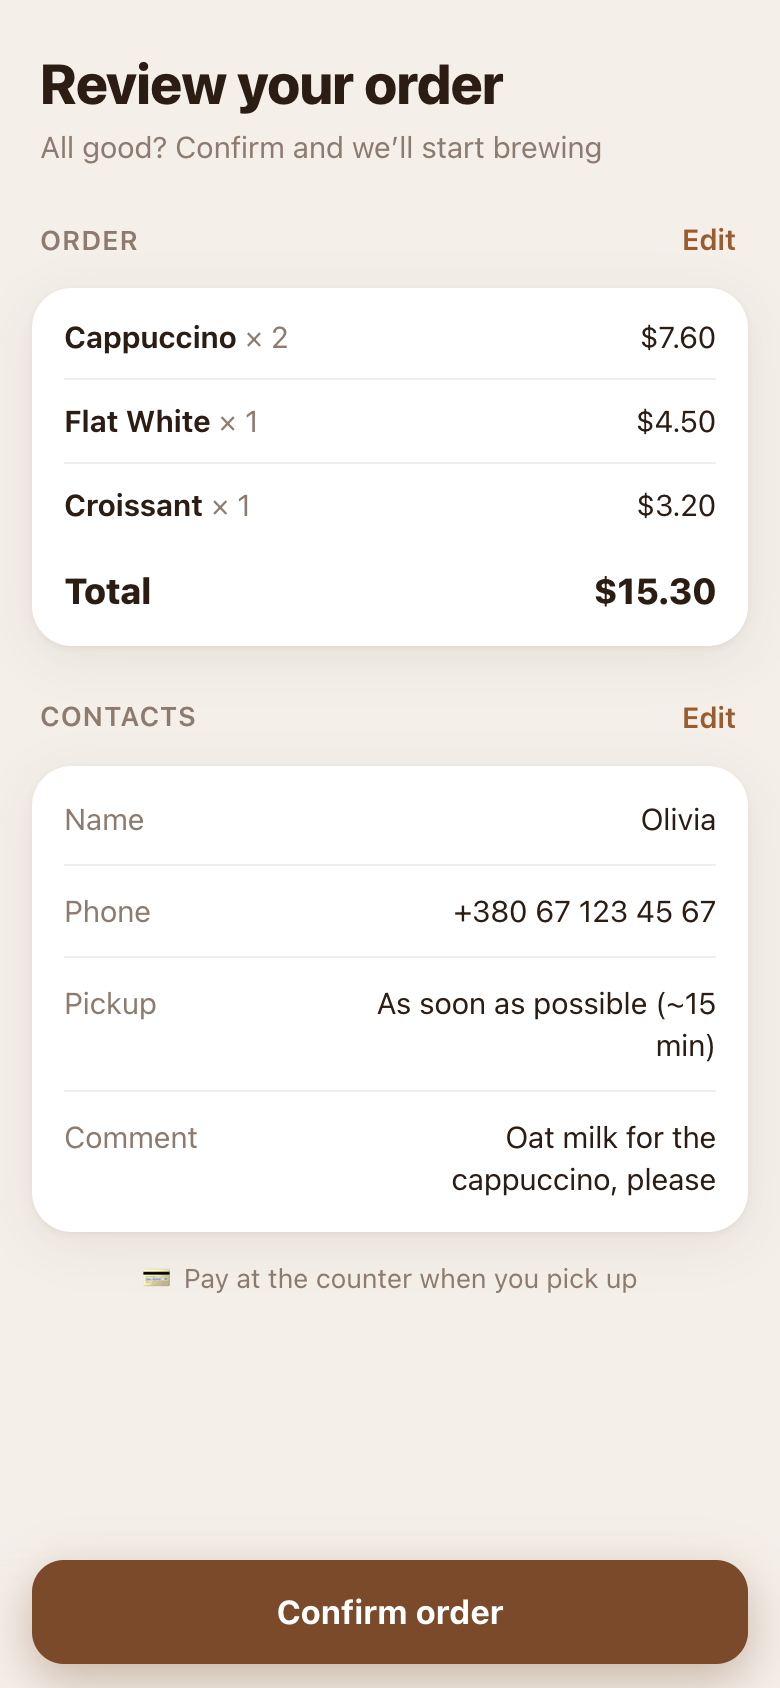 Review your order
All good? Confirm and we’ll start brewing
ORDER Edit
Cappuccino × 2 $7.60
Flat White × 1 $4.50
Croissant × 1 $3.20
Total $15.30
CONTACTS Edit
Name Olivia
Phone +380 67 123 45 67
Pickup As soon as possible (~15
min)
Comment Oat milk for the
cappuccino, please
Pay at the counter when you pick up
Confirm order